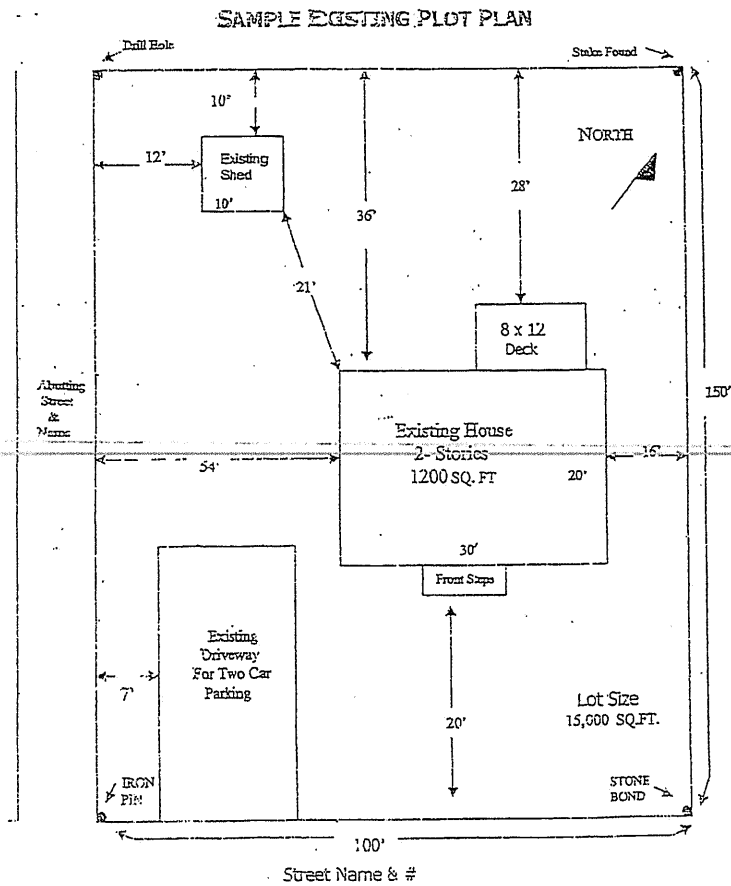 SAMPLE EXISTING PLOT PLAN
Drill Hole
Stake Found
10'
NORTH
12'
Existing
Shed
10'
36'
28'
21'
8 x 12
Deck
Abutting
Street
&
Name
150'
Existing House
2- Stories
1200 SQ. FT
54'
20'
16'
30'
Front Steps
Existing
Driveway
For Two Car
Parking
7'
20'
Lot Size
15,000 SQ.FT.
IRON
PIN
STONE
BOND
100'
Street Name & #